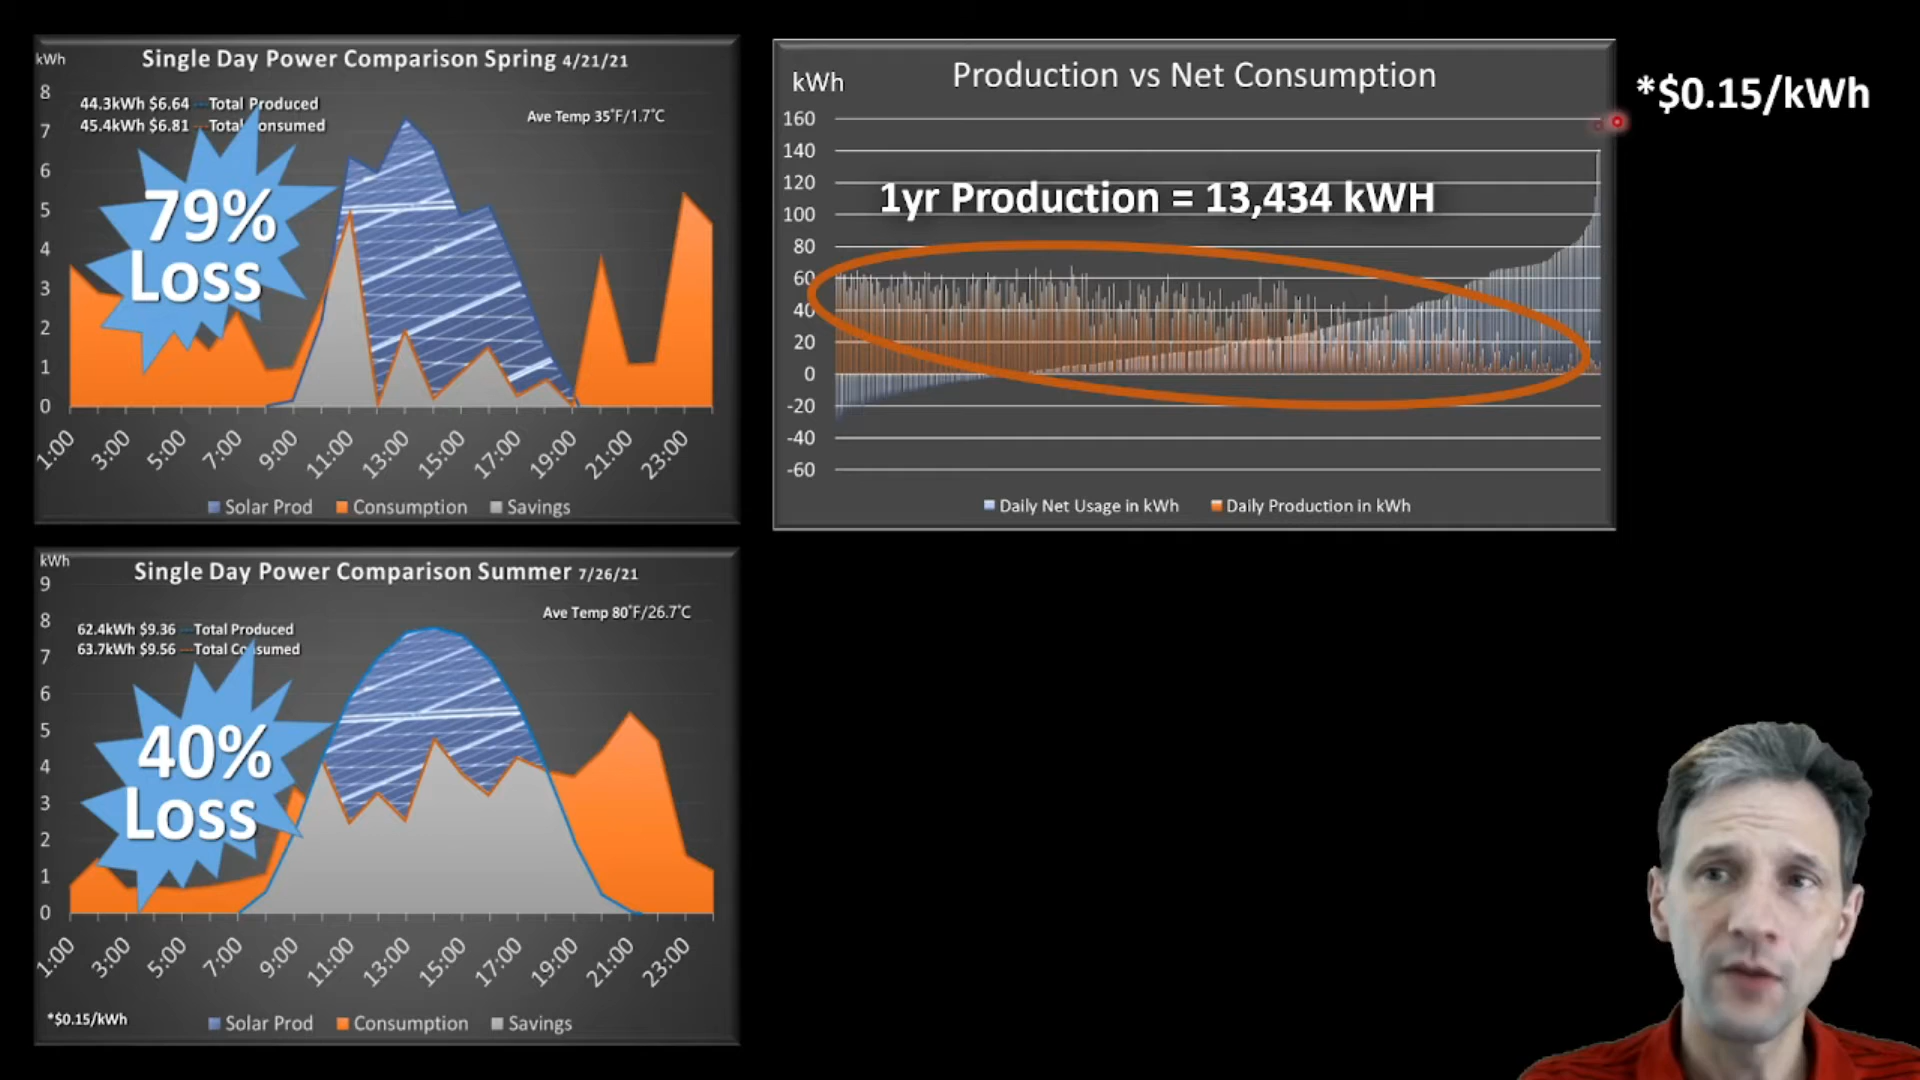 kWh
Single Day Power Comparison Spring 4/21/21
8
7
6
5
4
3
2
1
0
44.3kWh $6.64 Total Produced
45.4kWh $6.81
Ave Temp 35°F/1.7°C
79%
Loss
1:00 3:00 5:00 7:00 9:00 11:00 13:00 15:00 17:00 19:00 21:00 23:00
Solar Prod Consumption Savings
kWh
Production vs Net Consumption
160
140
120
100
80
60
40
20
0
-20
-40
-60
1yr Production = 13,434 kWH
Daily Net Usage in kWh Daily Production in kWh
*$0.15/kWh
kWh
Single Day Power Comparison Summer 7/26/21
9
8
7
6
5
4
3
2
1
0
Ave Temp 80°F/26.7°C
62.4kWh $9.36 Total Produced
63.7kWh $9.56 Total Consumed
40%
Loss
1:00 3:00 5:00 7:00 9:00 11:00 13:00 15:00 17:00 19:00 21:00 23:00
*$0.15/kWh
Solar Prod Consumption Savings